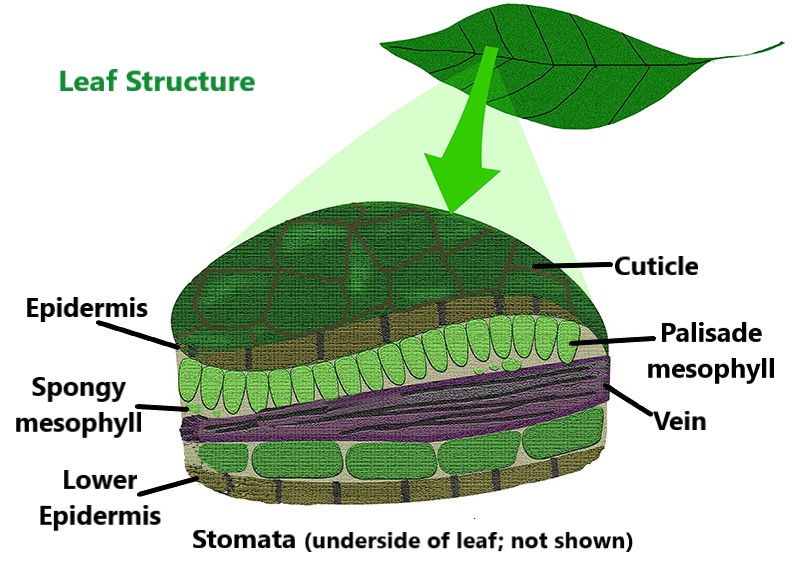 Leaf Structure
Cuticle
Epidermis
Palisade
mesophyll
Spongy
mesophyll
Vein
Lower
Epidermis
Stomata (underside of leaf; not shown)